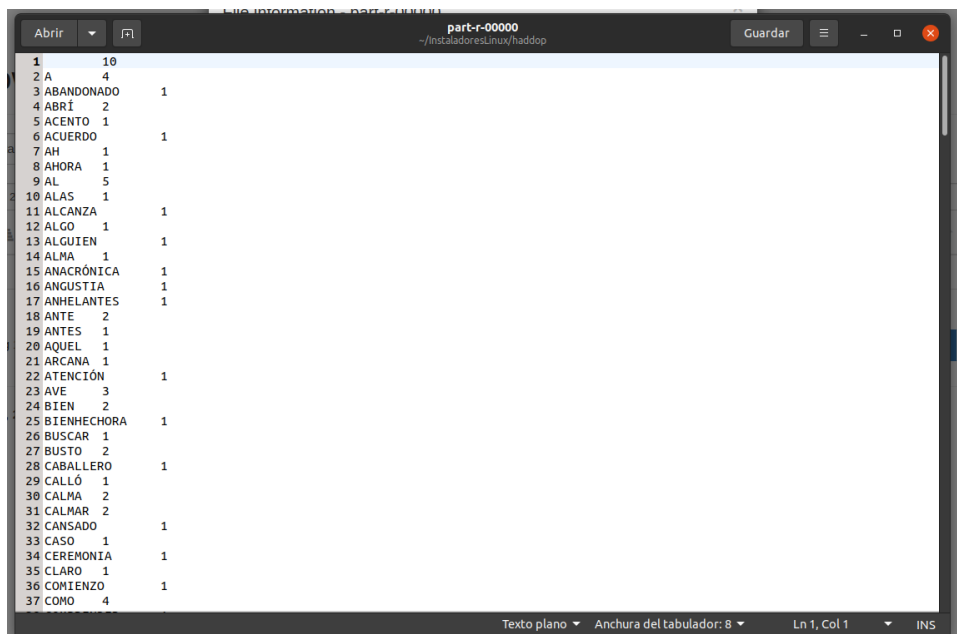 File Information - part-r-00000
Abrir part-r-00000 Guardar
~/InstaladoresLinux/haddop
1 10
2 A 4
3 ABANDONADO 1
4 ABRÍ 2
5 ACENTO 1
6 ACUERDO 1
7 AH 1
8 AHORA 1
9 AL 5
10 ALAS 1
11 ALCANZA 1
12 ALGO 1
13 ALGUIEN 1
14 ALMA 1
15 ANACRÓNICA 1
16 ANGUSTIA 1
17 ANHELANTES 1
18 ANTE 2
19 ANTES 1
20 AQUEL 1
21 ARCANA 1
22 ATENCIÓN 1
23 AVE 3
24 BIEN 2
25 BIENHECHORA 1
26 BUSCAR 1
27 BUSTO 2
28 CABALLERO 1
29 CALLÓ 1
30 CALMA 2
31 CALMAR 2
32 CANSADO 1
33 CASO 1
34 CEREMONIA 1
35 CLARO 1
36 COMIENZO 1
37 COMO 4
Texto plano Anchura del tabulador: 8 Ln 1, Col 1 INS